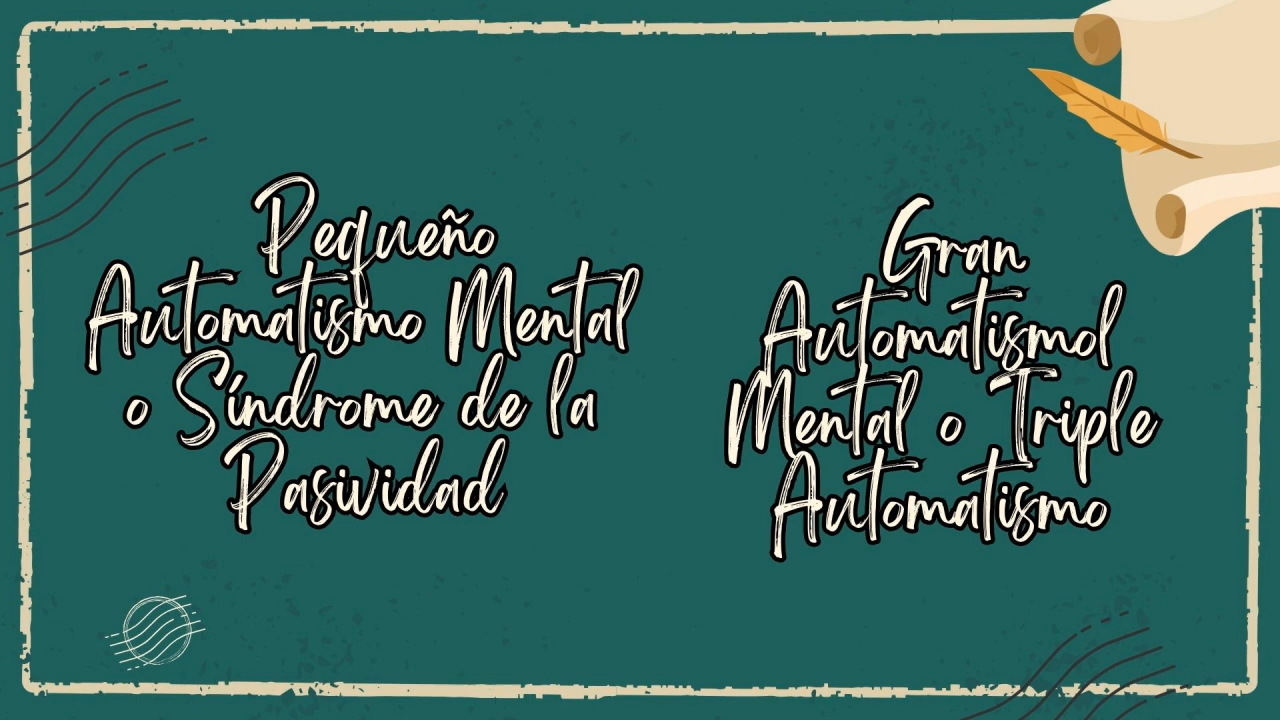 Pequeño
Automatismo Mental
o Síndrome de la
Pasividad
Gran
Automatismol
Mental o Triple
Automatismo